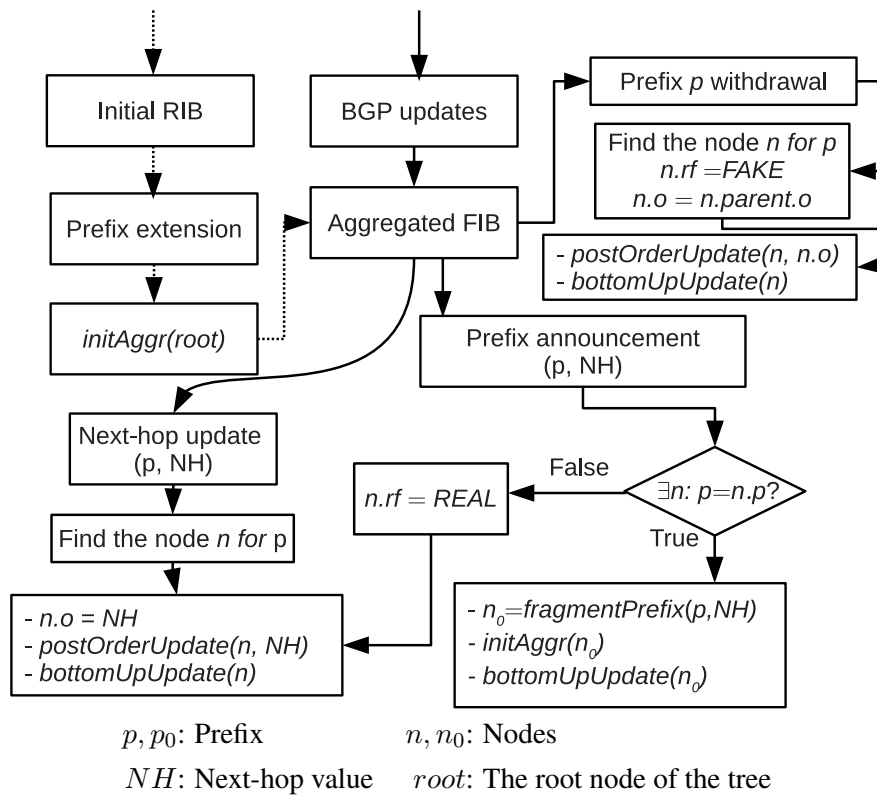 Initial RIB
BGP updates
Prefix p withdrawal
Find the node n for p
n.rf =FAKE
n.o = n.parent.o
Prefix extension
Aggregated FIB
- postOrderUpdate(n, n.o)
- bottomUpUpdate(n)
initAggr(root)
Prefix announcement
(p, NH)
Next-hop update
(p, NH)
False
∃n: p=n.p?
n.rf = REAL
True
Find the node n for p
- n.o = NH
- postOrderUpdate(n, NH)
- bottomUpUpdate(n)
- n₀=fragmentPrefix(p,NH)
- initAggr(n₀)
- bottomUpUpdate(n₀)
p, p₀: Prefix n, n₀: Nodes
NH: Next-hop value root: The root node of the tree